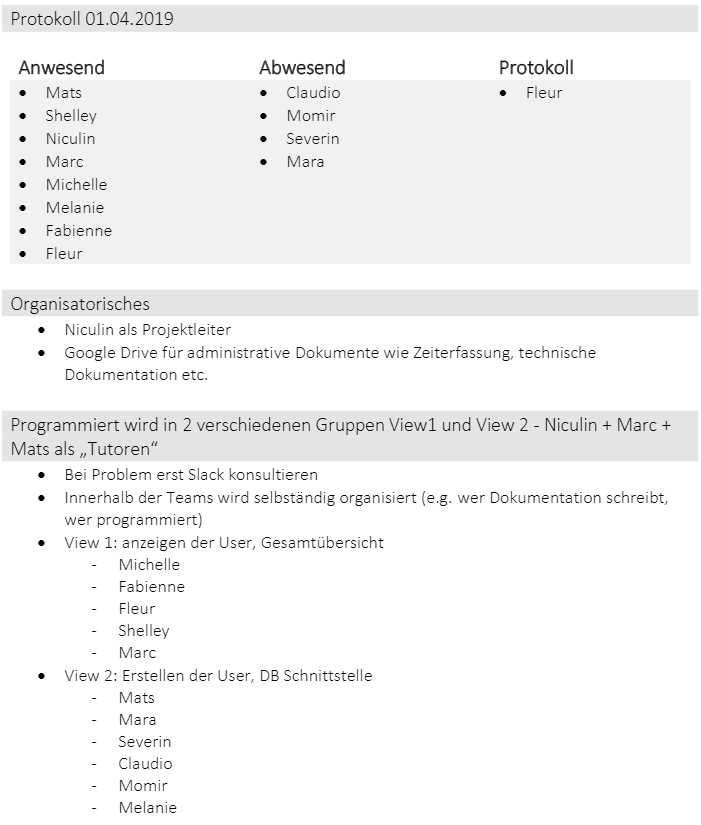 Protokoll 01.04.2019
Anwesend Abwesend Protokoll
• Mats • Claudio • Fleur
• Shelley • Momir
• Niculin • Severin
• Marc • Mara
• Michelle
• Melanie
• Fabienne
• Fleur
Organisatorisches
• Niculin als Projektleiter
• Google Drive für administrative Dokumente wie Zeiterfassung, technische
Dokumentation etc.
Programmiert wird in 2 verschiedenen Gruppen View1 und View 2 - Niculin + Marc +
Mats als „Tutoren“
• Bei Problem erst Slack konsultieren
• Innerhalb der Teams wird selbständig organisiert (e.g. wer Dokumentation schreibt,
wer programmiert)
• View 1: anzeigen der User, Gesamtübersicht
- Michelle
- Fabienne
- Fleur
- Shelley
- Marc
• View 2: Erstellen der User, DB Schnittstelle
- Mats
- Mara
- Severin
- Claudio
- Momir
- Melanie